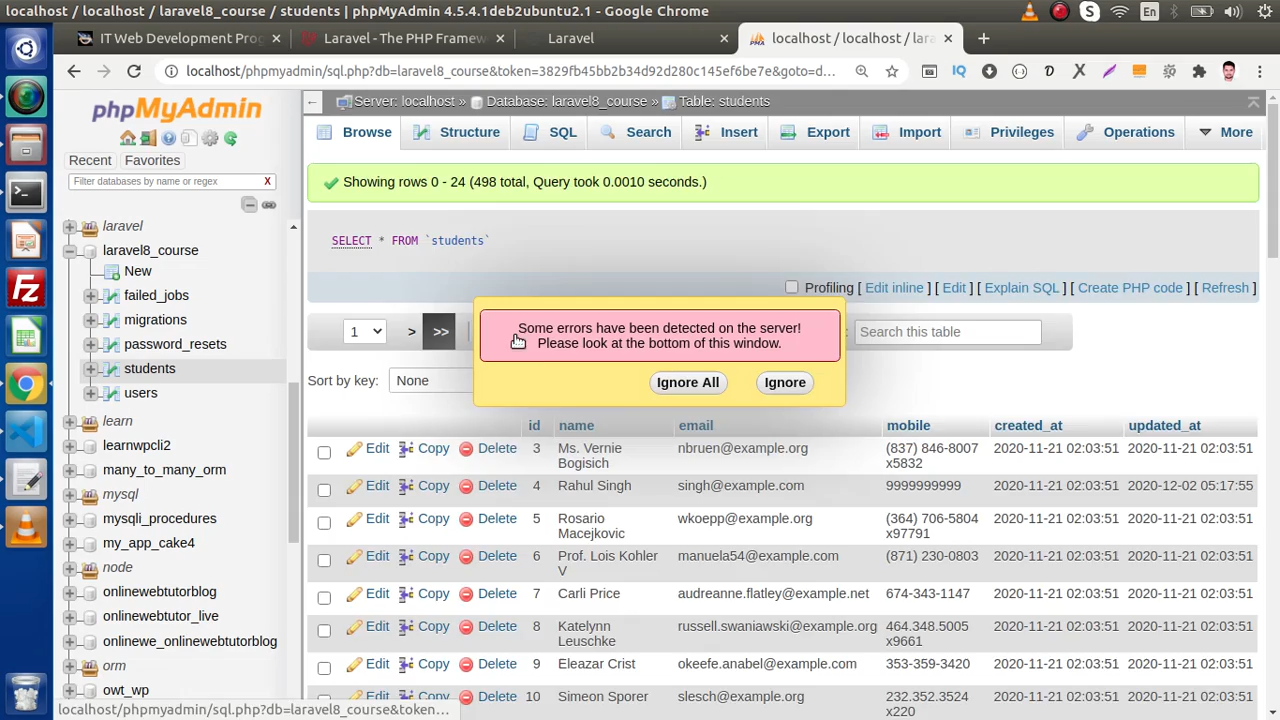 localhost / localhost / laravel8_course / students | phpMyAdmin 4.5.4.1deb2ubuntu2.1 - Google Chrome
En
IT Web Development Prog
Laravel - The PHP Framew
Laravel
localhost / localhost / lara
localhost/phpmyadmin/sql.php?db=laravel8_course&token=3829fb45bb2b34d92d280c145ef6be7e&goto=d...
phpMyAdmin
Recent
Favorites
Filter databases by name or regex
X
laravel
laravel8_course
New
failed_jobs
migrations
password_resets
students
users
learn
learnwpcli2
many_to_many_orm
mysql
mysqli_procedures
my_app_cake4
node
onlinewebtutorblog
onlinewebtutor_live
onlinewe_onlinewebtutorblog
orm
owt_wp
localhost/phpmyadmin/sql.php?db=laravel8_course&token...
Server: localhost » Database: laravel8_course » Table: students
Browse Structure SQL Search Insert Export Import Privileges Operations More
Showing rows 0 - 24 (498 total, Query took 0.0010 seconds.)
SELECT * FROM `students`
Profiling [ Edit inline ] [ Edit ] [ Explain SQL ] [ Create PHP code ] [ Refresh ]
Some errors have been detected on the server!
Please look at the bottom of this window.
Ignore All Ignore
1 > >> : Search this table
Sort by key: None
id name email mobile created_at updated_at
Edit Copy Delete 3 Ms. Vernie Bogisich nbruen@example.org (837) 846-8007 x5832 2020-11-21 02:03:51 2020-11-21 02:03:51
Edit Copy Delete 4 Rahul Singh singh@example.com 9999999999 2020-11-21 02:03:51 2020-12-02 05:17:55
Edit Copy Delete 5 Rosario Macejkovic wkoepp@example.org (364) 706-5804 x97791 2020-11-21 02:03:51 2020-11-21 02:03:51
Edit Copy Delete 6 Prof. Lois Kohler V manuela54@example.com (871) 230-0803 2020-11-21 02:03:51 2020-11-21 02:03:51
Edit Copy Delete 7 Carli Price audreanne.flatley@example.net 674-343-1147 2020-11-21 02:03:51 2020-11-21 02:03:51
Edit Copy Delete 8 Katelynn Leuschke russell.swaniawski@example.org 464.348.5005 x9661 2020-11-21 02:03:51 2020-11-21 02:03:51
Edit Copy Delete 9 Eleazar Crist okeefe.anabel@example.com 353-359-3420 2020-11-21 02:03:51 2020-11-21 02:03:51
Edit Copy Delete 10 Simeon Sporer slesch@example.org 232.352.3524 x220 2020-11-21 02:03:51 2020-11-21 02:03:51